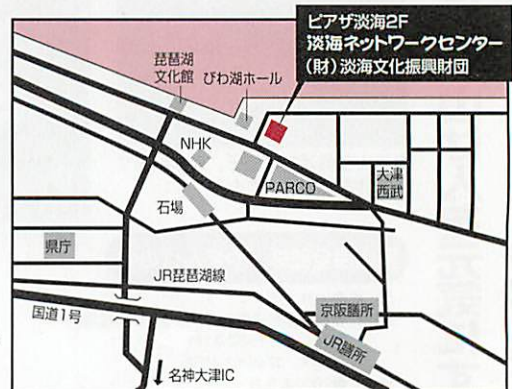 ピアザ淡海2F
淡海ネットワークセンター
(財)淡海文化振興財団
琵琶湖
文化館
びわ湖ホール
NHK
PARCO
大津
西武
石場
県庁
JR琵琶湖線
京阪膳所
国道1号
JR膳所
名神大津IC